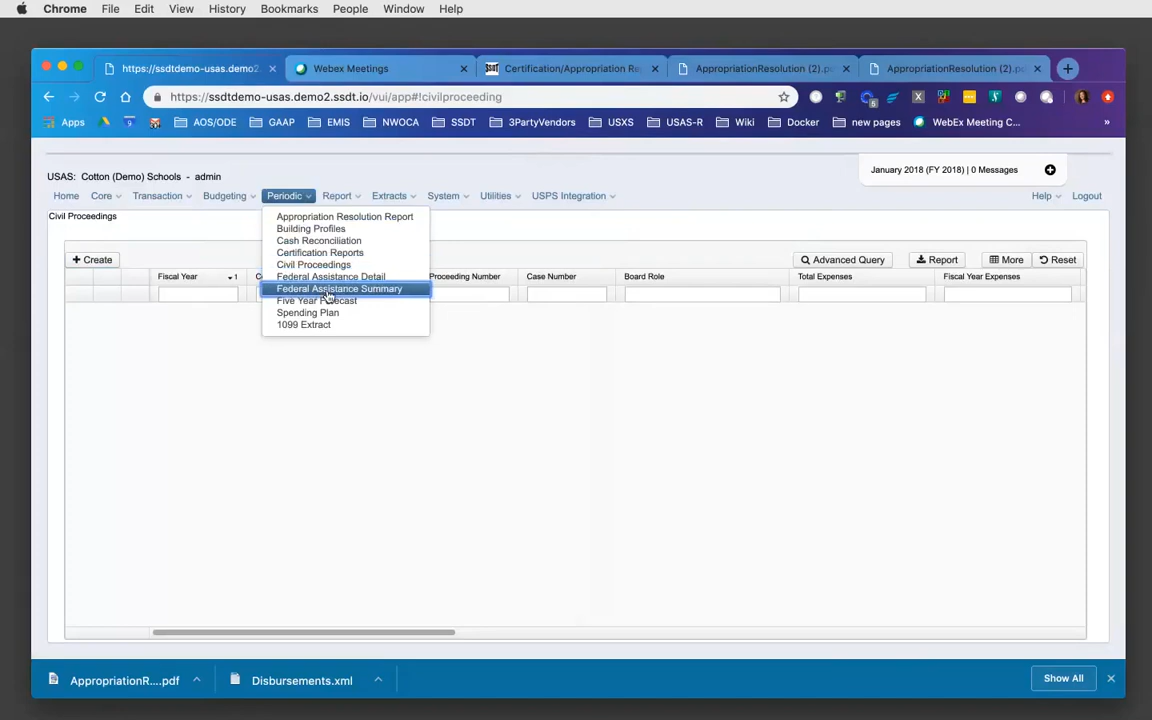 Chrome File Edit View History Bookmarks People Window Help
https://ssdtdemo-usas.demo2. Webex Meetings SSDT Certification/Appropriation Re AppropriationResolution (2).p AppropriationResolution (2).p
https://ssdtdemo-usas.demo2.ssdt.io/vui/app#!civilproceeding
Apps 9 AOS/ODE GAAP EMIS NWOCA SSDT 3PartyVendors USXS USAS-R Wiki Docker new pages WebEx Meeting C... »
USAS: Cotton (Demo) Schools - admin
January 2018 (FY 2018) | 0 Messages
Home Core Transaction Budgeting Periodic Report Extracts System Utilities USPS Integration Help Logout
Civil Proceedings
Appropriation Resolution Report
Building Profiles
Cash Reconciliation
Certification Reports
Civil Proceedings
Federal Assistance Detail
Federal Assistance Summary
Five Year Forecast
Spending Plan
1099 Extract
Create Advanced Query Report More Reset
Fiscal Year 1 Proceeding Number Case Number Board Role Total Expenses Fiscal Year Expenses
AppropriationR....pdf Disbursements.xml Show All